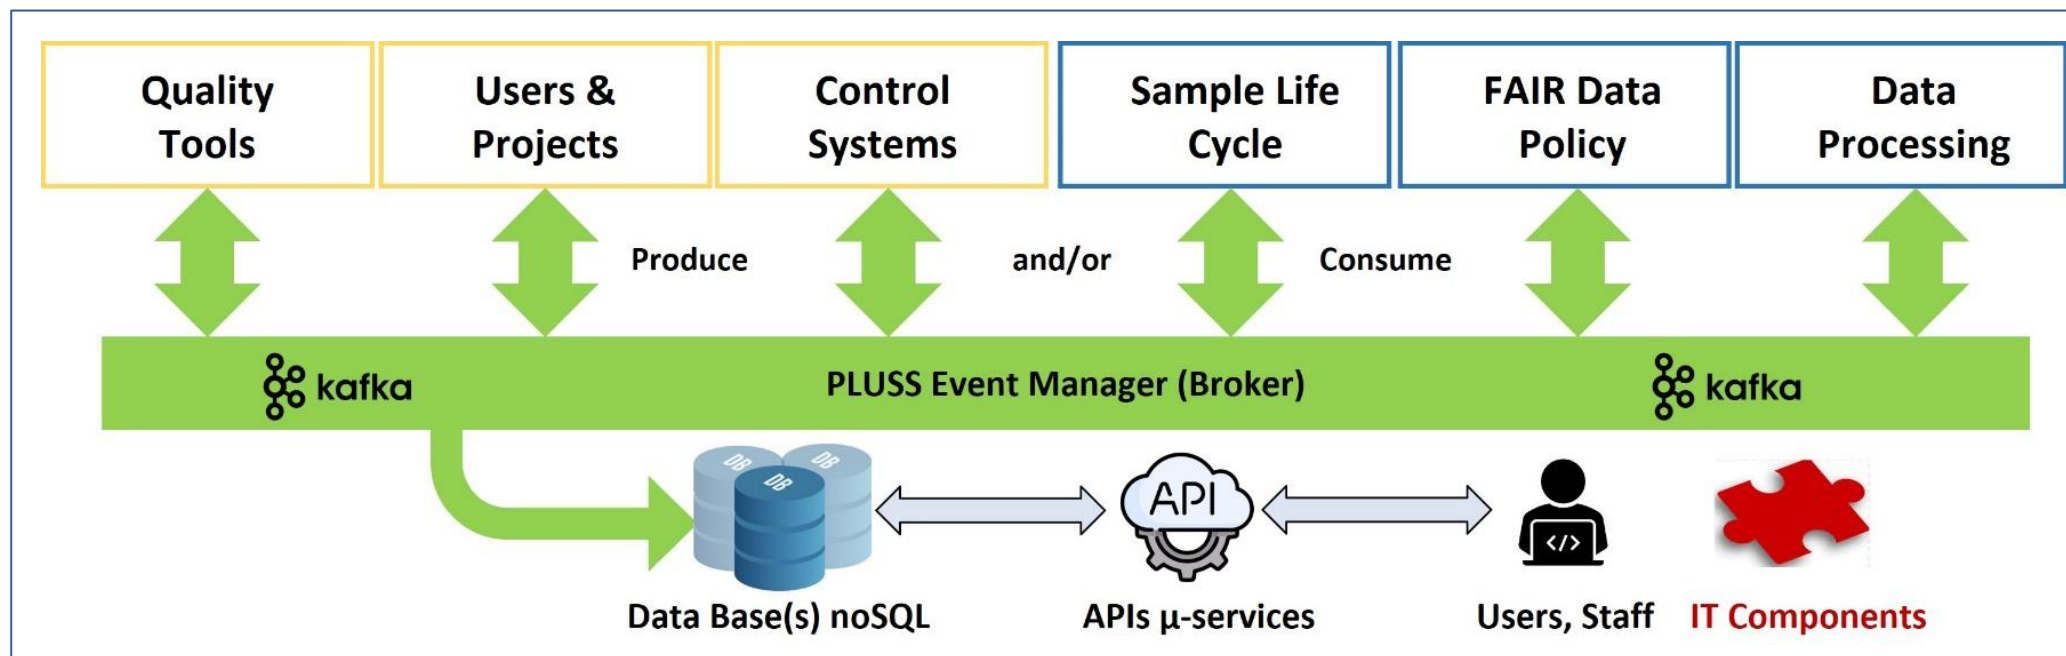 Quality
Tools
Users &
Projects
Control
Systems
Sample Life
Cycle
FAIR Data
Policy
Data
Processing
Produce
and/or
Consume
kafka
PLUSS Event Manager (Broker)
kafka
DB
DB
DB
API
</>
Data Base(s) noSQL
APIs µ-services
Users, Staff
IT Components